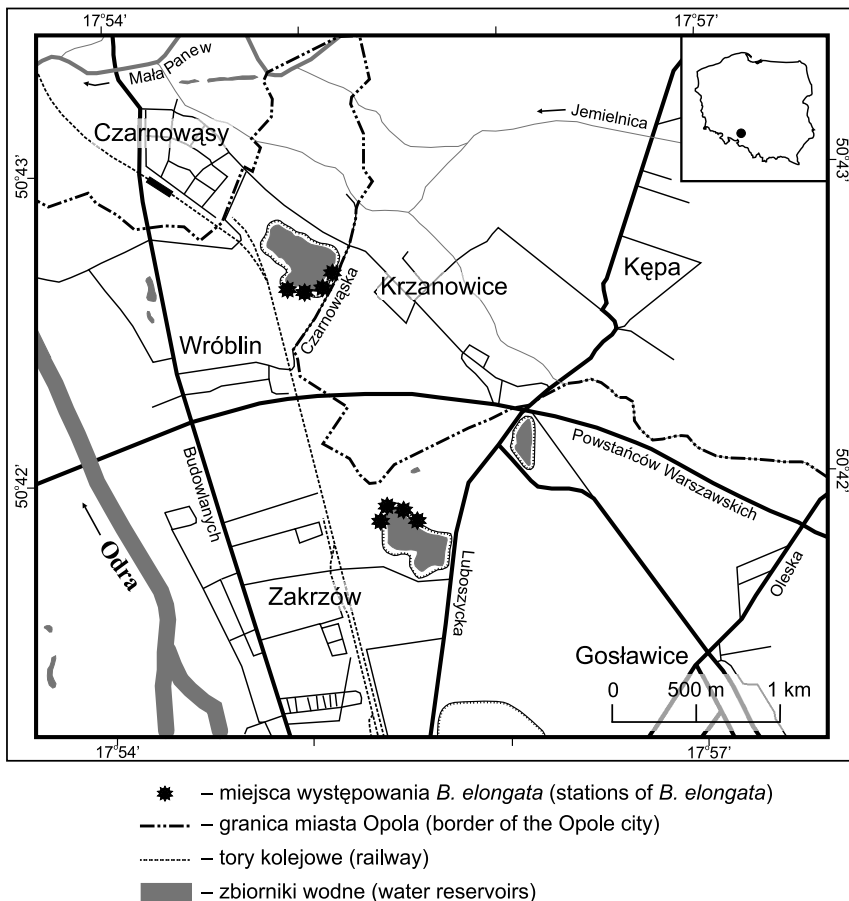 17°54’
17°57’
Mała Panew
Jemielnica
Czarnowąsy
50°43’
50°43’
Kępa
Krzanowice
Czarnowąska
Wróblin
50°42’
50°42’
Powstańców Warszawskich
Budowlanych
Odra
Oleska
Luboszycka
Zakrzów
Gosławice
0 500 m 1 km
17°54’
17°57’
– miejsca występowania B. elongata (stations of B. elongata)
– granica miasta Opola (border of the Opole city)
– tory kolejowe (railway)
– zbiorniki wodne (water reservoirs)